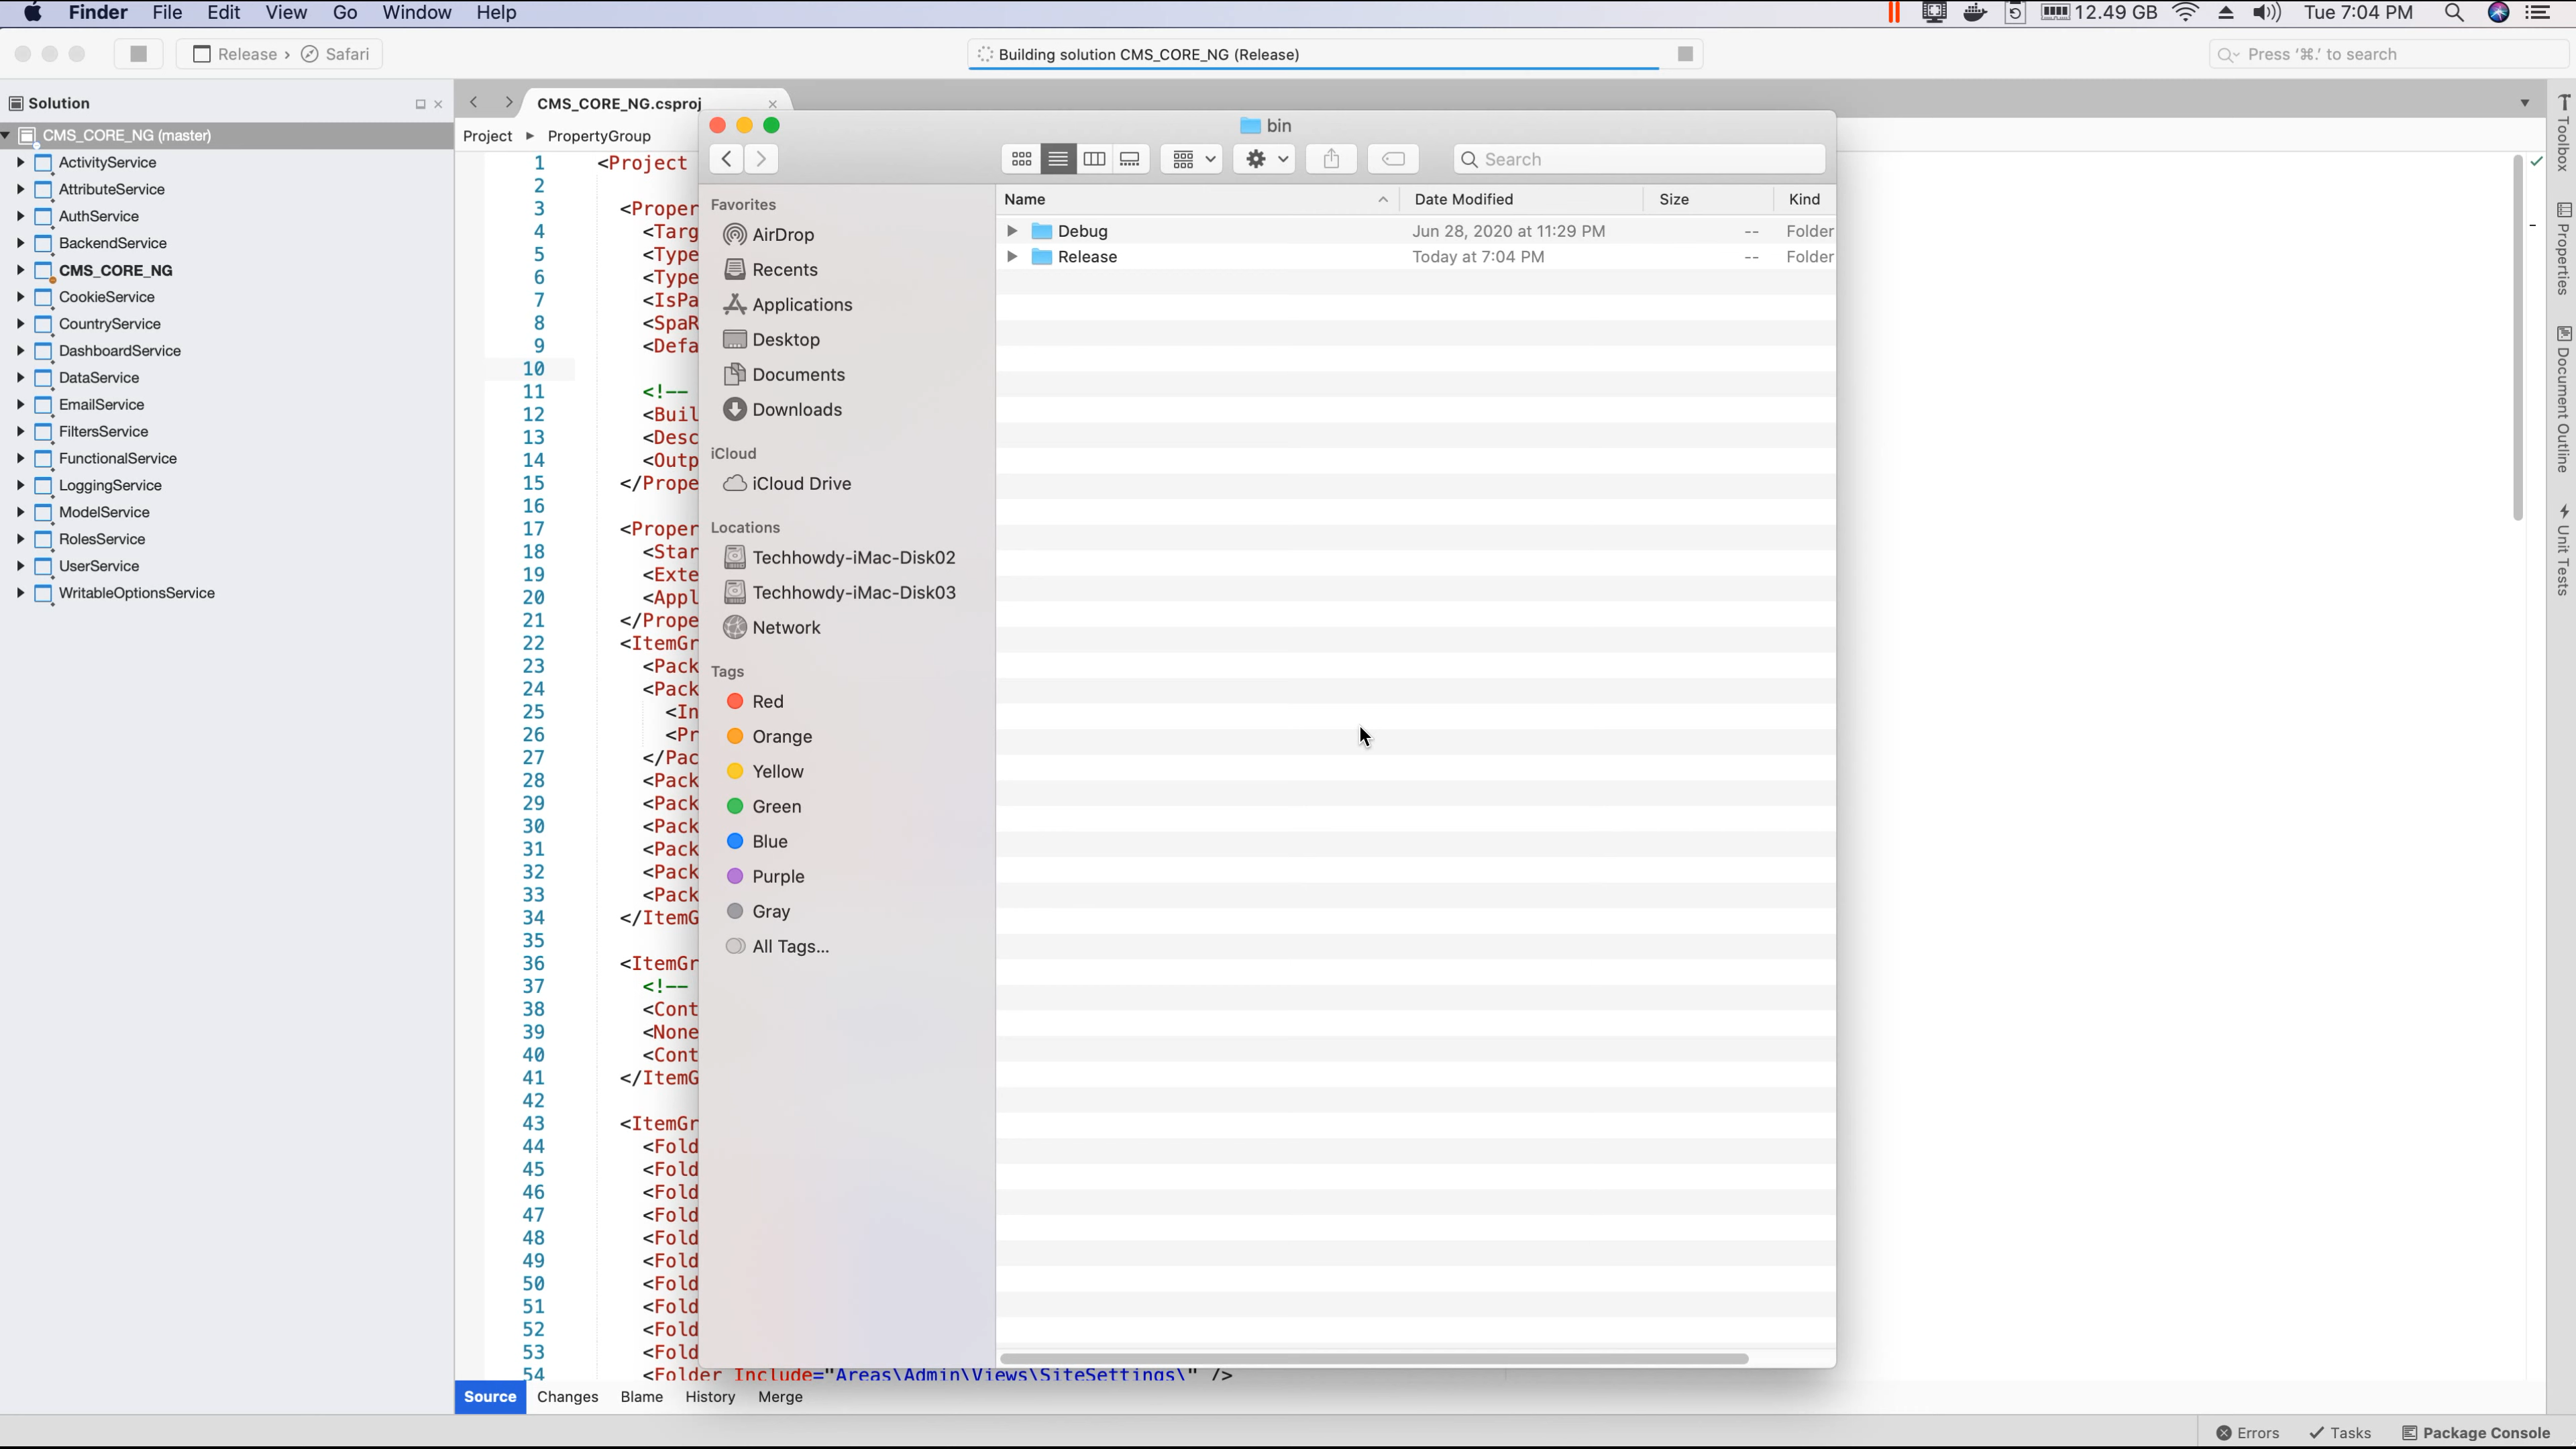 Finder File Edit View Go Window Help 12.49 GB Tue 7:04 PM
Release › Safari
Building solution CMS_CORE_NG (Release)
Press '⌘.' to search
Solution
CMS_CORE_NG (master)
ActivityService
AttributeService
AuthService
BackendService
CMS_CORE_NG
CookieService
CountryService
DashboardService
DataService
EmailService
FiltersService
FunctionalService
LoggingService
ModelService
RolesService
UserService
WritableOptionsService
CMS_CORE_NG.csproj
Project PropertyGroup
1 <Project
2
3 <Proper
4 <Targ
5 <Type
6 <Type
7 <IsPa
8 <SpaR
9 <Defa
10
11 <!--
12 <Buil
13 <Desc
14 <Outp
15 </Prope
16
17 <Proper
18 <Star
19 <Exte
20 <Appl
21 </Prope
22 <ItemGr
23 <Pack
24 <Pack
25 <In
26 <Pr
27 </Pac
28 <Pack
29 <Pack
30 <Pack
31 <Pack
32 <Pack
33 <Pack
34 </ItemG
35
36 <ItemGr
37 <!--
38 <Cont
39 <None
40 <Cont
41 </ItemG
42
43 <ItemGr
44 <Fold
45 <Fold
46 <Fold
47 <Fold
48 <Fold
49 <Fold
50 <Fold
51 <Fold
52 <Fold
53 <Fold
54 <Folder Include="Areas\Admin\Views\SiteSettings\" />
bin
Search
Favorites
AirDrop
Recents
Applications
Desktop
Documents
Downloads
iCloud
iCloud Drive
Locations
Techhowdy-iMac-Disk02
Techhowdy-iMac-Disk03
Network
Tags
Red
Orange
Yellow
Green
Blue
Purple
Gray
All Tags...
Name Date Modified Size Kind
Debug Jun 28, 2020 at 11:29 PM -- Folder
Release Today at 7:04 PM -- Folder
Toolbox
Properties
Document Outline
Unit Tests
Source Changes Blame History Merge
Errors Tasks Package Console